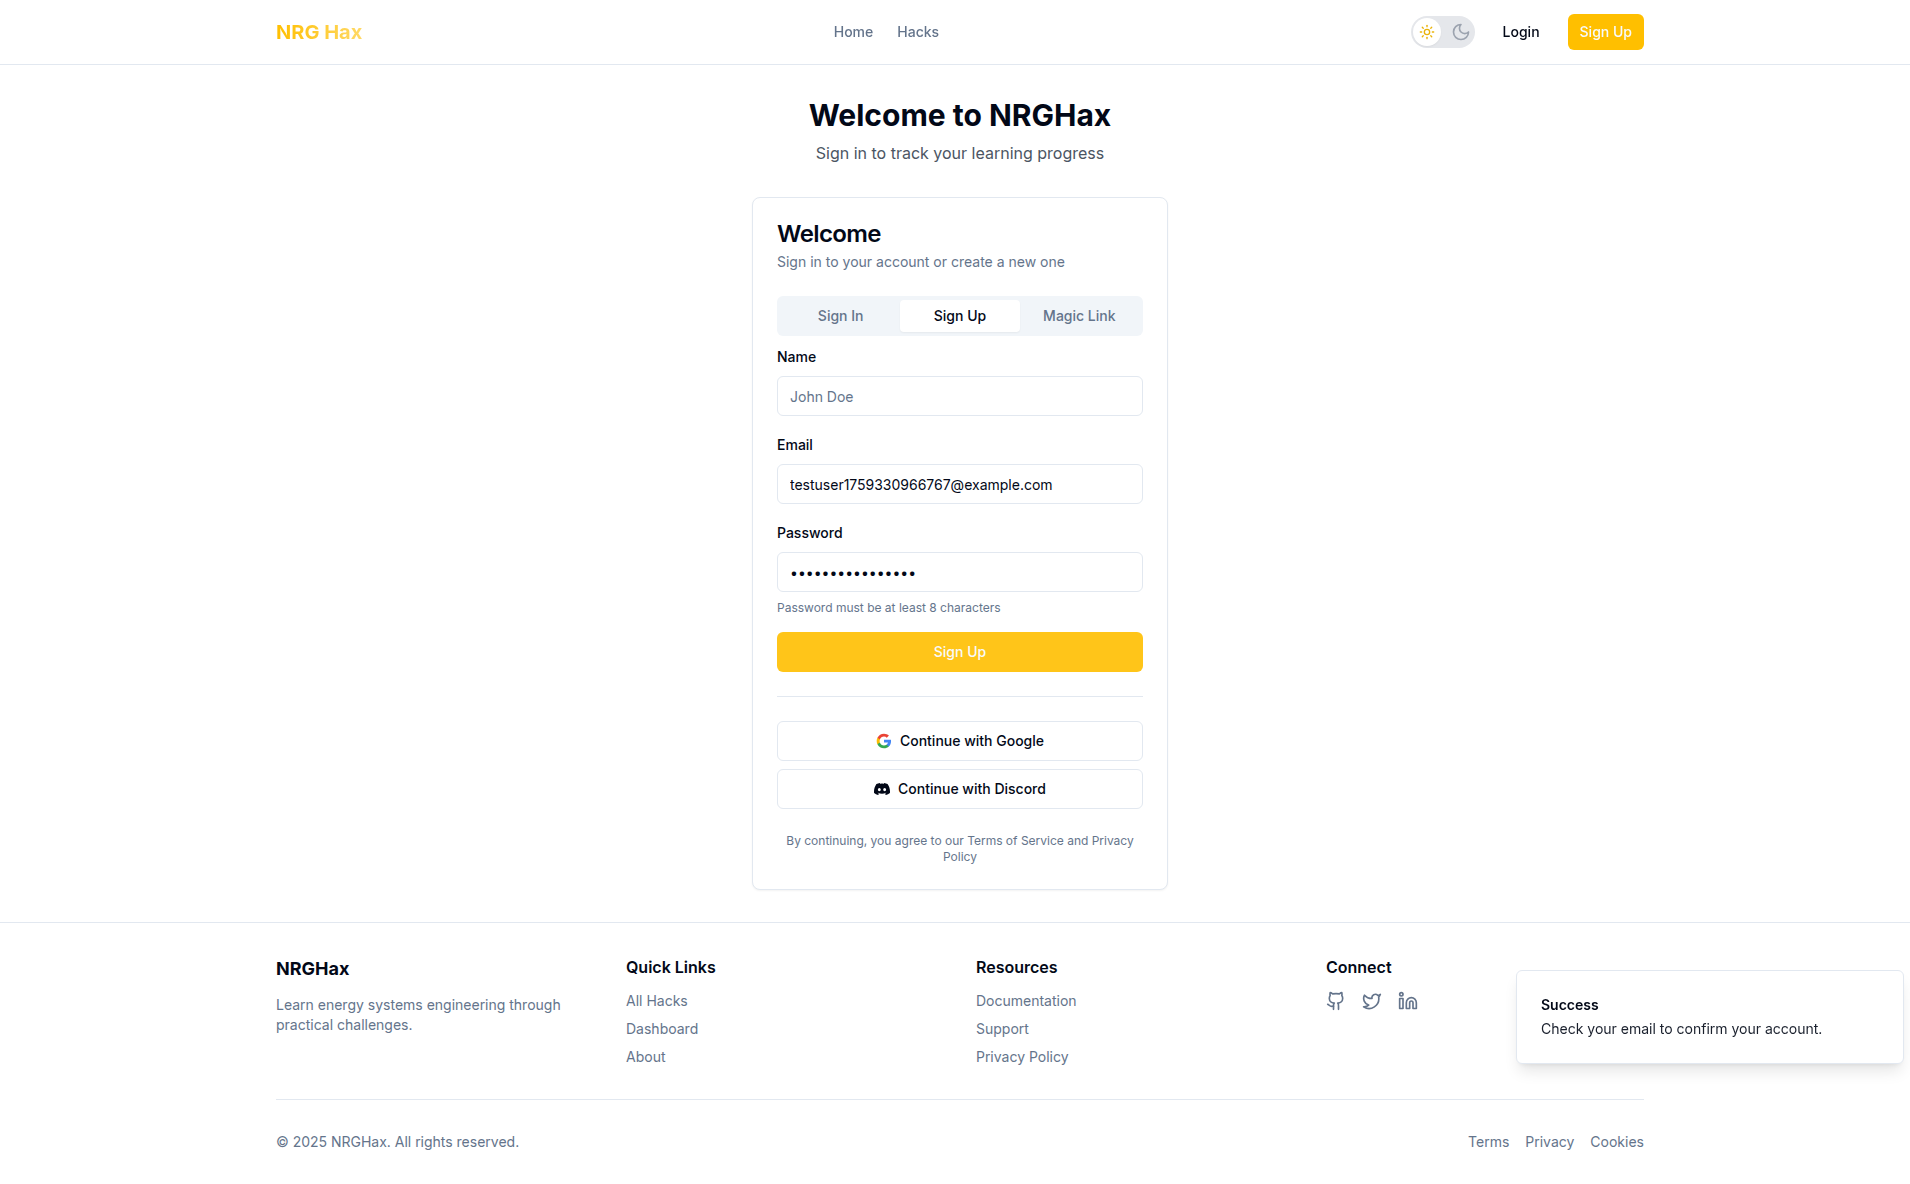 NRG Hax
Home Hacks
Login Sign Up
Welcome to NRGHax
Sign in to track your learning progress
Welcome
Sign in to your account or create a new one
Sign In Sign Up Magic Link
Name
John Doe
Email
testuser1759330966767@example.com
Password
••••••••••••••••
Password must be at least 8 characters
Sign Up
Continue with Google
Continue with Discord
By continuing, you agree to our Terms of Service and Privacy
Policy
NRGHax
Learn energy systems engineering through
practical challenges.
Quick Links
All Hacks
Dashboard
About
Resources
Documentation
Support
Privacy Policy
Connect
Success
Check your email to confirm your account.
© 2025 NRGHax. All rights reserved.
Terms Privacy Cookies